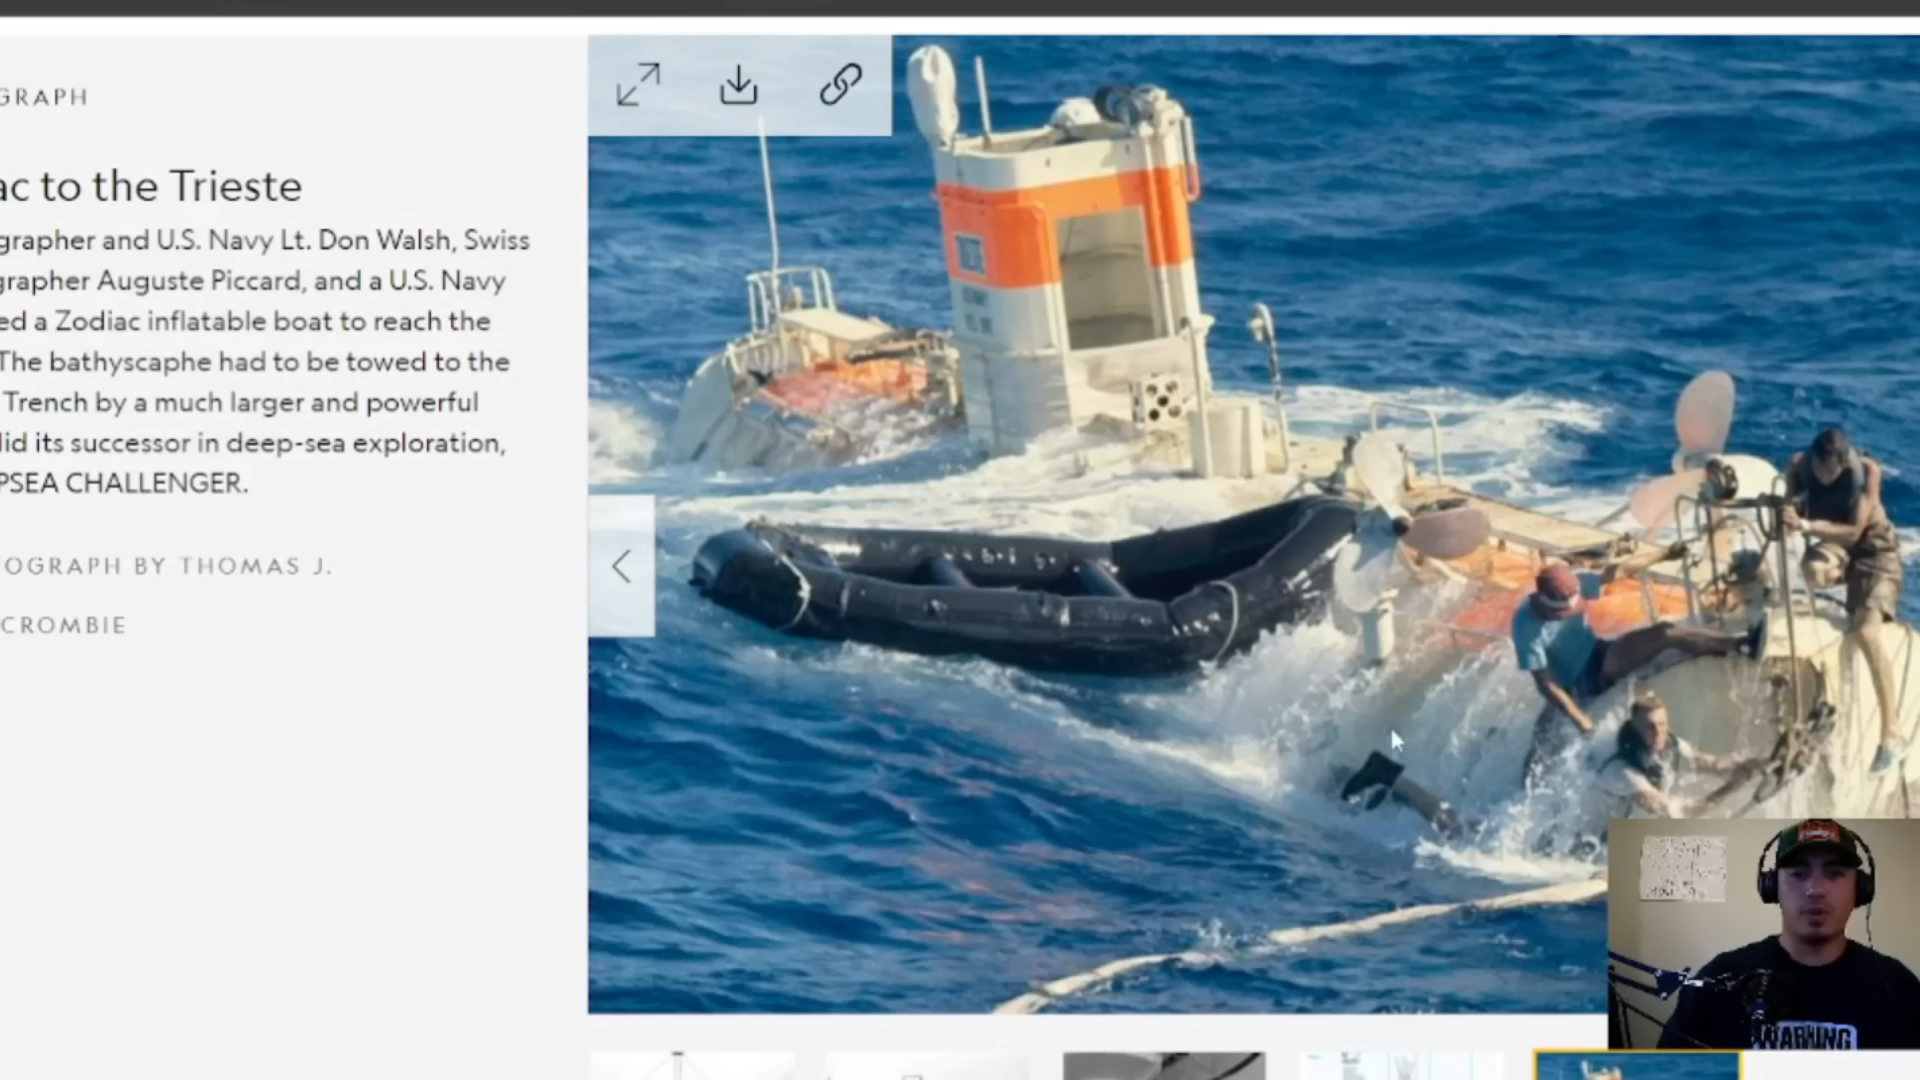 GRAPH
ac to the Trieste
grapher and U.S. Navy Lt. Don Walsh, Swiss
grapher Auguste Piccard, and a U.S. Navy
ed a Zodiac inflatable boat to reach the
The bathyscaphe had to be towed to the
Trench by a much larger and powerful
lid its successor in deep-sea exploration,
PSEA CHALLENGER.
OGRAPH BY THOMAS J.
CROMBIE
WARNING